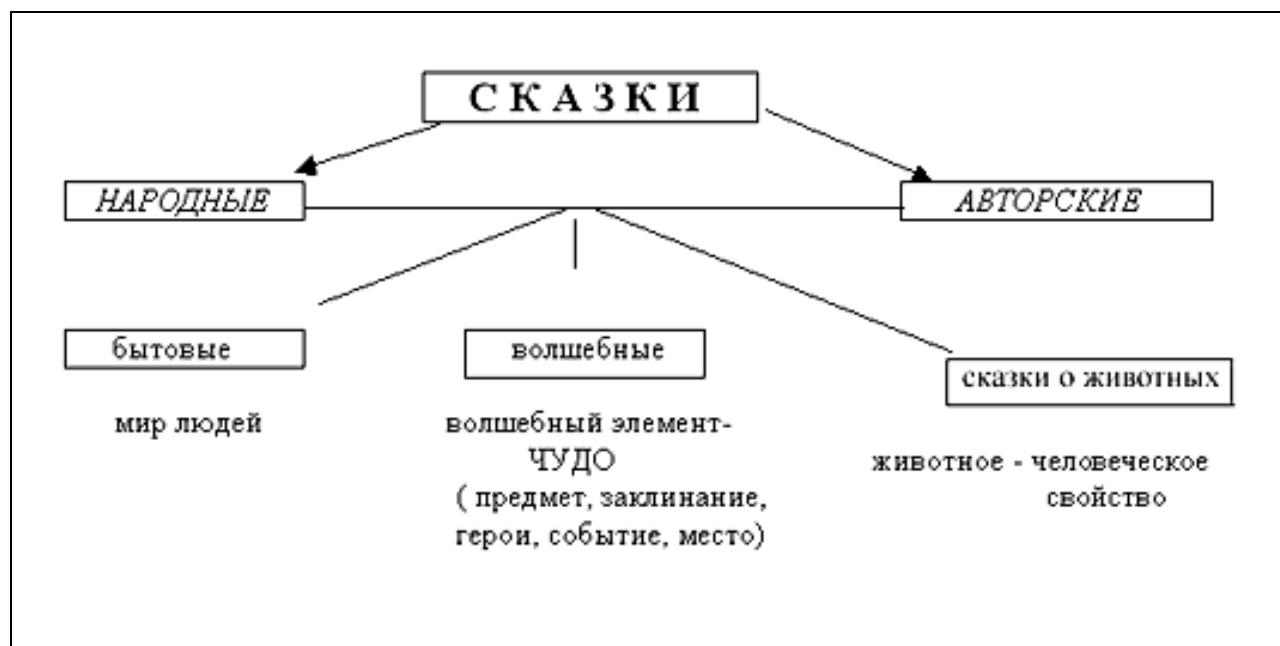 С К А З К И
НАРОДНЫЕ
АВТОРСКИЕ
бытовые
волшебные
сказки о животных
мир людей
волшебный элемент-
ЧУДО
( предмет, заклинание,
герои, событие, место)
животное - человеческое
свойство